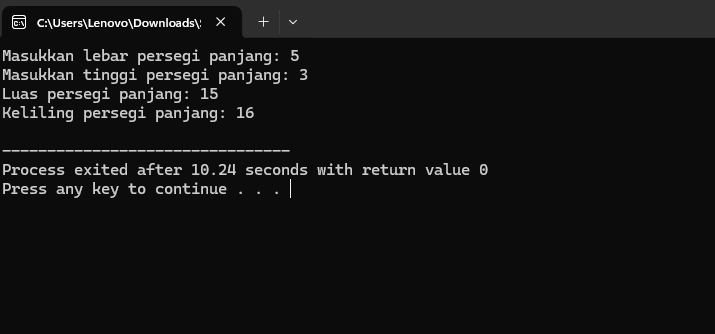 C:\Users\Lenovo\Downloads\
Masukkan lebar persegi panjang: 5
Masukkan tinggi persegi panjang: 3
Luas persegi panjang: 15
Keliling persegi panjang: 16
--------------------------------
Process exited after 10.24 seconds with return value 0
Press any key to continue . . .